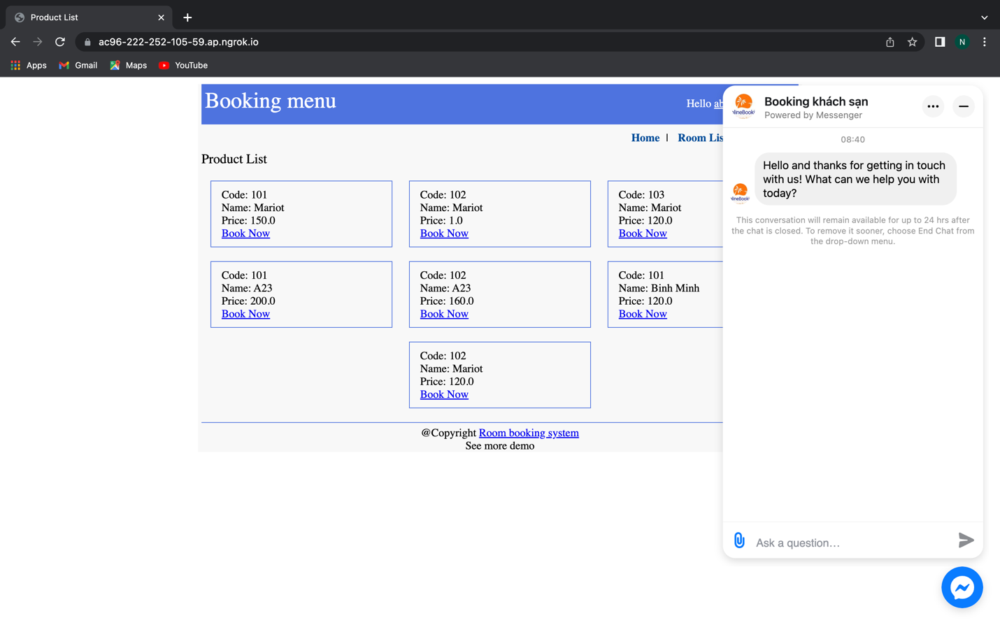 Product List
ac96-222-252-105-59.ap.ngrok.io
N
Apps
Gmail
Maps
YouTube
Booking menu
Hello ab
Home |
Room Lis
Product List
Code: 101
Name: Mariot
Price: 150.0
Book Now
Code: 102
Name: Mariot
Price: 1.0
Book Now
Code: 103
Name: Mariot
Price: 120.0
Book Now
Code: 101
Name: A23
Price: 200.0
Book Now
Code: 102
Name: A23
Price: 160.0
Book Now
Code: 101
Name: Binh Minh
Price: 120.0
Book Now
Code: 102
Name: Mariot
Price: 120.0
Book Now
@Copyright Room booking system
See more demo
Booking khách sạn
Powered by Messenger
08:40
Hello and thanks for getting in touch
with us! What can we help you with
today?
This conversation will remain available for up to 24 hrs after
the chat is closed. To remove it sooner, choose End Chat from
the drop-down menu.
Ask a question…